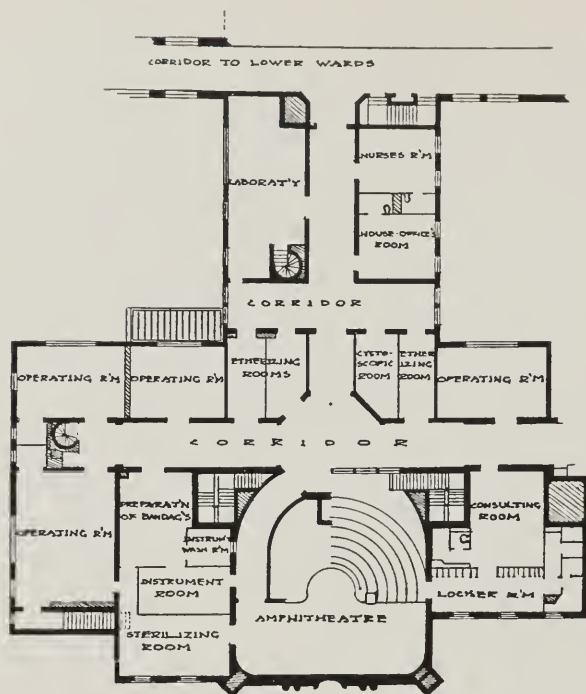 CORRIDOR TO LOWER WARDS
NURSES R'M
LABORAT'Y
HOUSE-OFFICE'S
ROOM
CORRIDOR
ETHERIZING
ROOMS
CYSTO-
SCOPIC
ROOM
ETHER
IZING
ROOM
OPERATING R'M
OPERATING R'M
OPERATING R'M
CORRIDOR
PREPARAT'N
OF BANDAG'S
CONSULTING
ROOM
OPERATING R'M
INSTRUM'T
WASH R'M
INSTRUMENT
ROOM
LOCKER R'M
AMPHITHEATRE
STERILIZING
ROOM